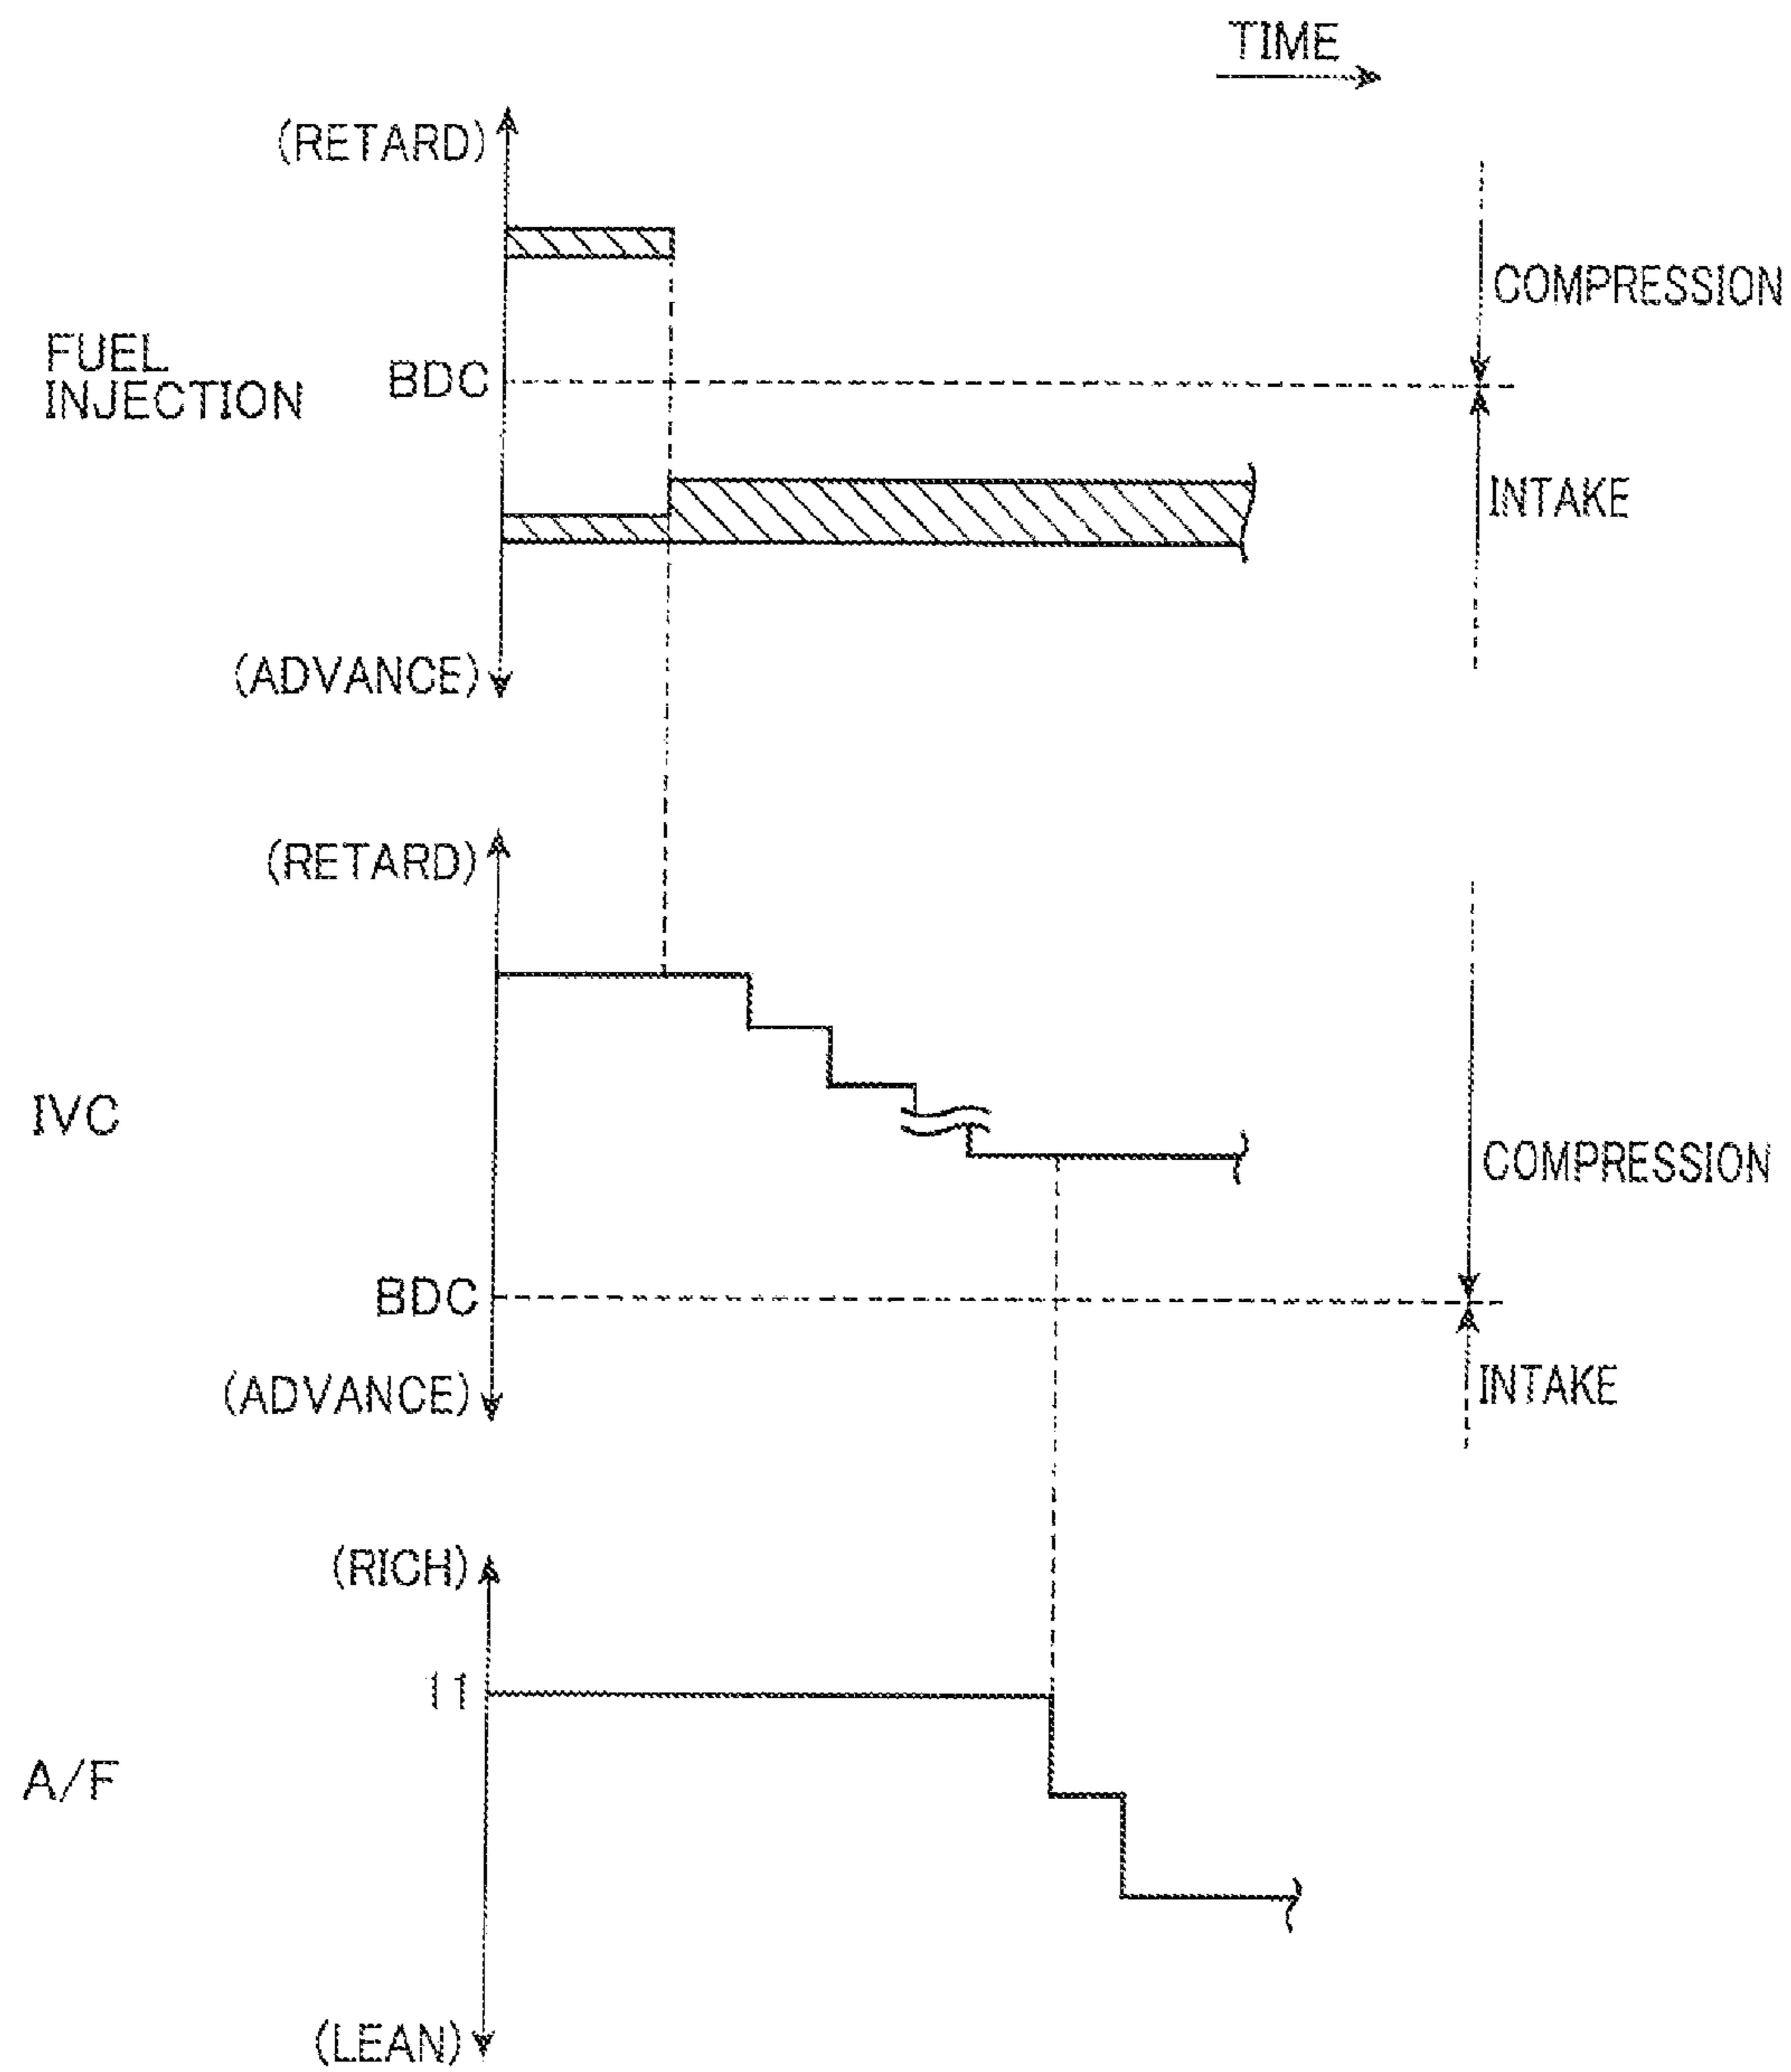 TIME
(RETARD)
COMPRESSION
FUEL
INJECTION
BDC
INTAKE
(ADVANCE)
(RETARD)
IVC
COMPRESSION
BDC
INTAKE
(ADVANCE)
(RICH)
11
A/F
(LEAN)